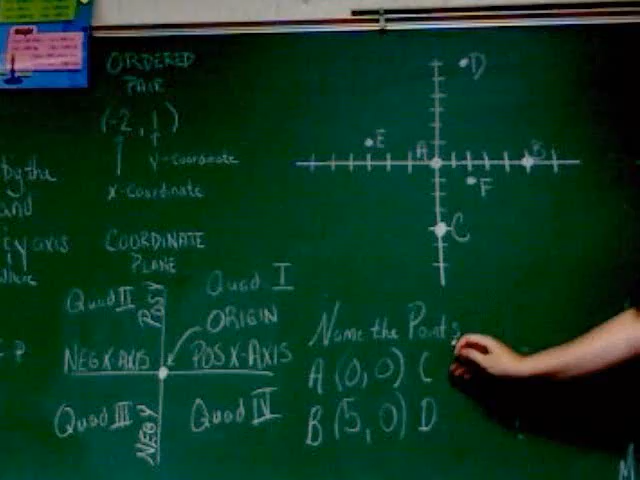 ORDERED
PAIR
(-2, 1)
y-coordinate
x-coordinate
by the
and
y axis
COORDINATE
PLANE
Quad II
POS Y
Quad I
ORIGIN
NEG X-AXIS
POS X-AXIS
Quad III
NEG Y
Quad IV
D
E
A
B
F
C
Name the Points
A (0, 0) C
B (5, 0) D
M